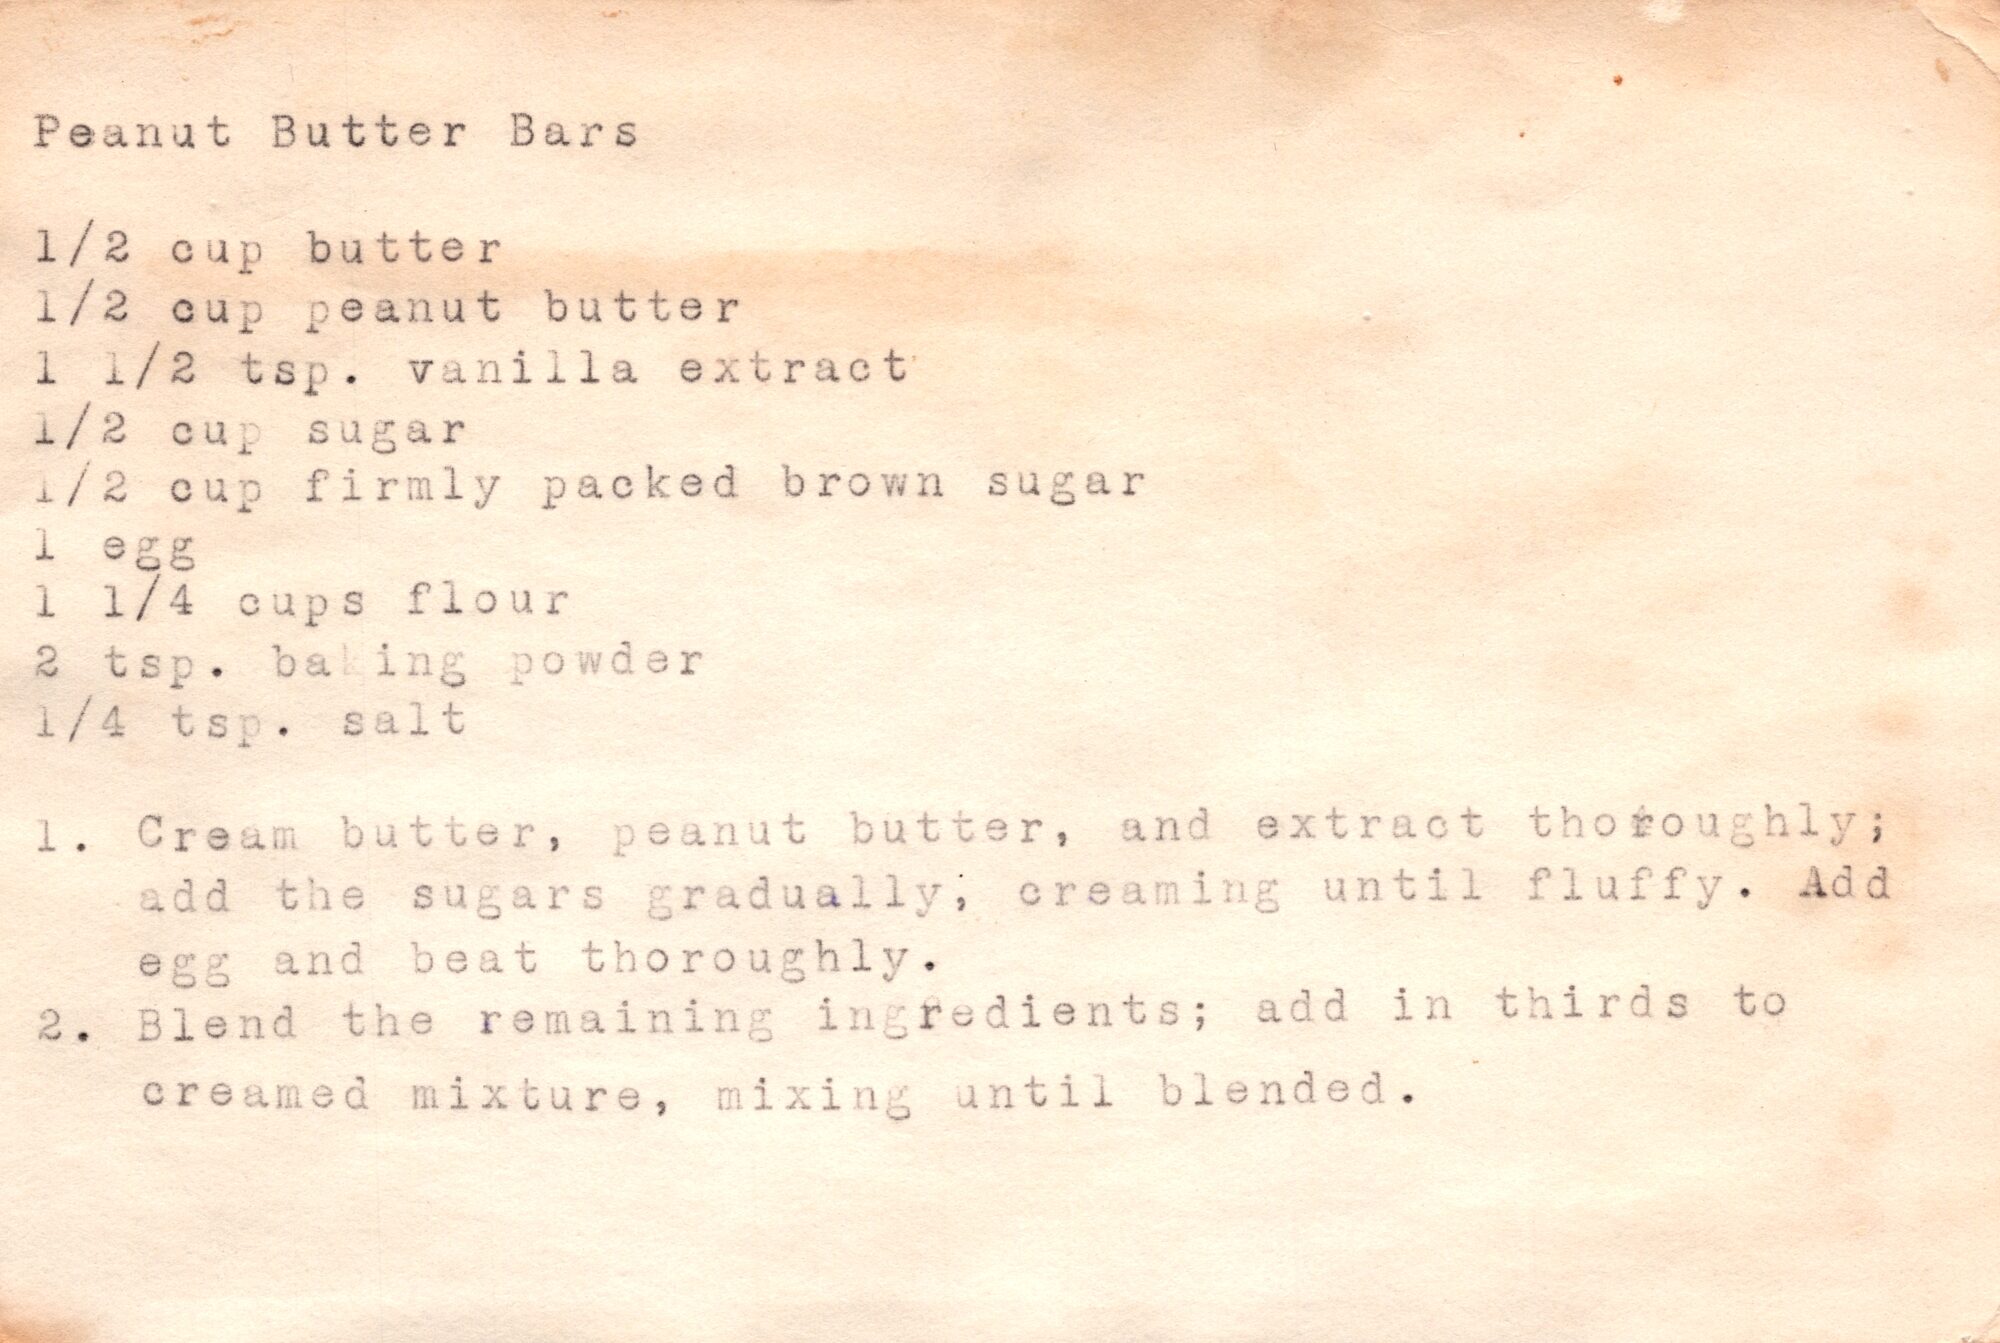 Peanut Butter Bars
1/2 cup butter
1/2 cup peanut butter
1 1/2 tsp. vanilla extract
1/2 cup sugar
1/2 cup firmly packed brown sugar
1 egg
1 1/4 cups flour
2 tsp. baking powder
1/4 tsp. salt
1. Cream butter, peanut butter, and extract thoroughly;
add the sugars gradually, creaming until fluffy. Add
egg and beat thoroughly.
2. Blend the remaining ingredients; add in thirds to
creamed mixture, mixing until blended.